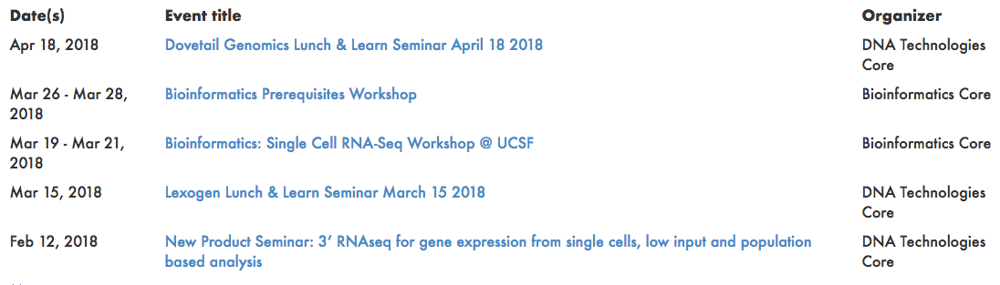 Date(s) Event title Organizer
Apr 18, 2018 Dovetail Genomics Lunch & Learn Seminar April 18 2018 DNA Technologies
Core
Mar 26 - Mar 28, Bioinformatics Prerequisites Workshop Bioinformatics Core
2018
Mar 19 - Mar 21, Bioinformatics: Single Cell RNA-Seq Workshop @ UCSF Bioinformatics Core
2018
Mar 15, 2018 Lexogen Lunch & Learn Seminar March 15 2018 DNA Technologies
Core
Feb 12, 2018 New Product Seminar: 3’ RNAseq for gene expression from single cells, low input and population DNA Technologies
based analysis Core